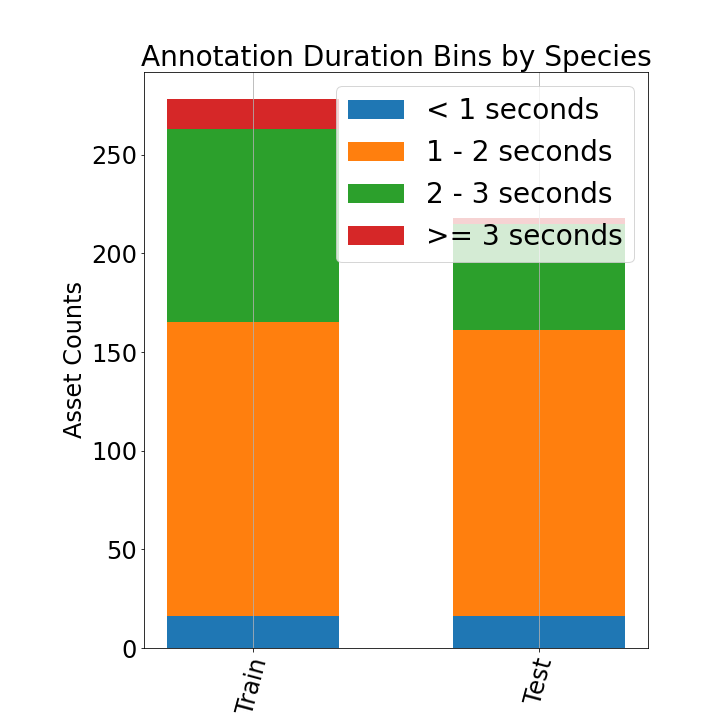 Annotation Duration Bins by Species
< 1 seconds
1 - 2 seconds
2 - 3 seconds
>= 3 seconds
Asset Counts
250
200
150
100
50
0
Train
Test